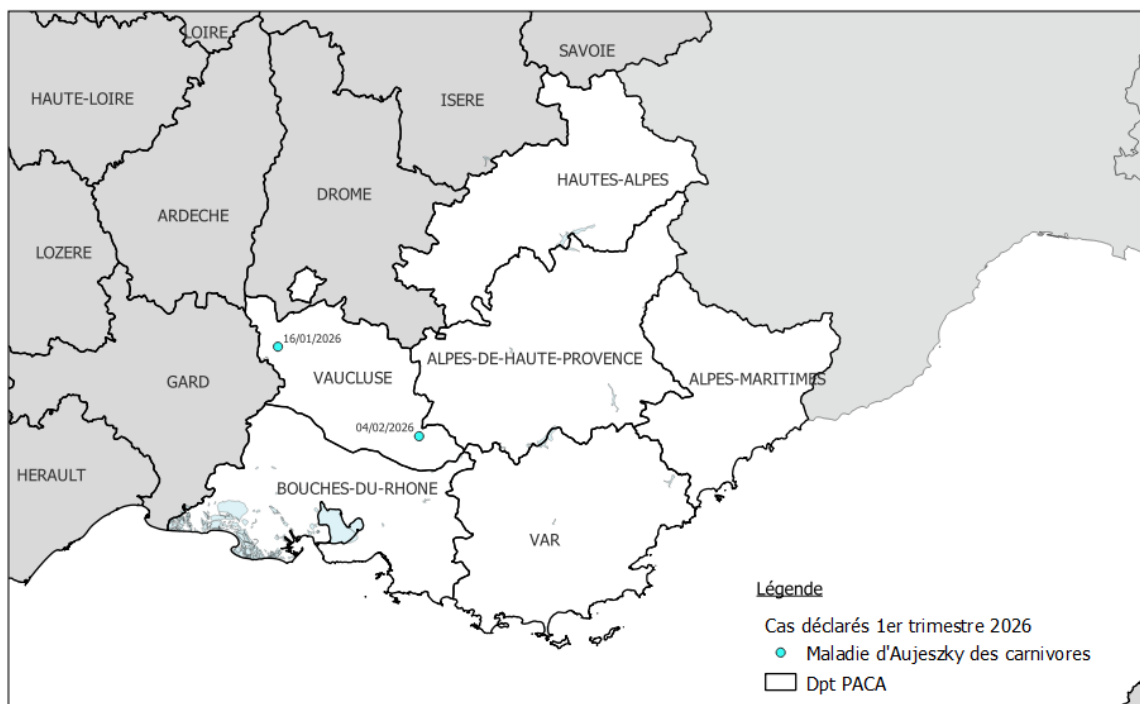 LOIRE
SAVOIE
HAUTE-LOIRE
ISERE
HAUTES-ALPES
DROME
ARDECHE
LOZERE
16/01/2026
ALPES-DE-HAUTE-PROVENCE
VAUCLUSE
GARD
ALPES-MARITIMES
04/02/2026
HERAULT
BOUCHES-DU-RHONE
VAR
Légende
Cas déclarés 1er trimestre 2026
Maladie d'Aujeszky des carnivores
Dpt PACA